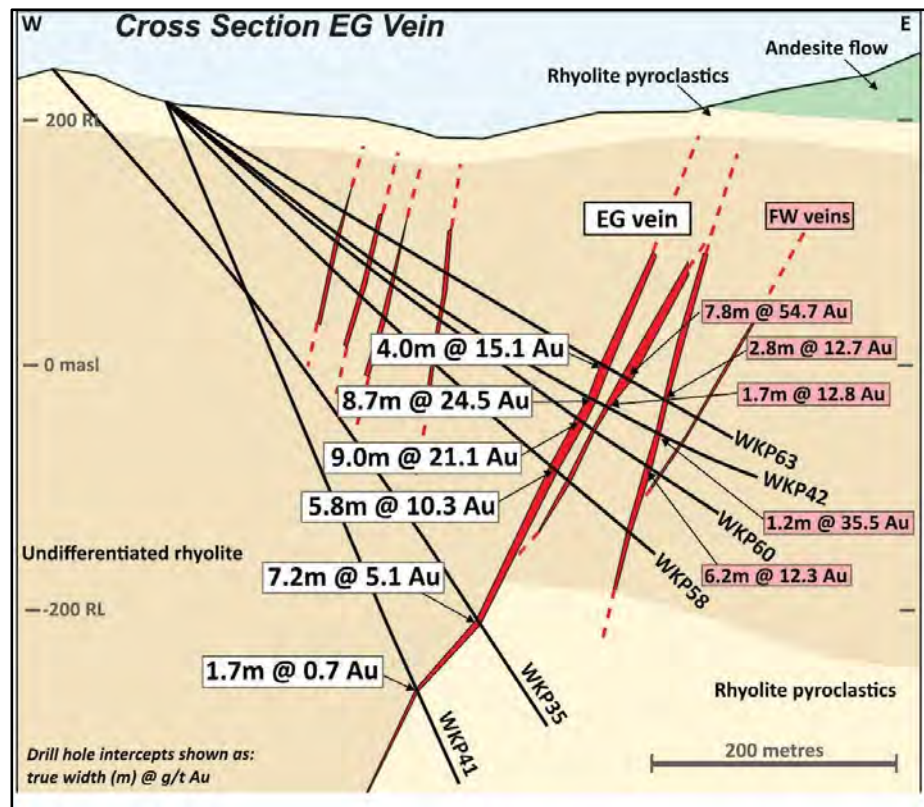 W
Cross Section EG Vein
E
Andesite flow
Rhyolite pyroclastics
200 RL
EG vein
FW veins
7.8m @ 54.7 Au
4.0m @ 15.1 Au
2.8m @ 12.7 Au
0 masl
8.7m @ 24.5 Au
1.7m @ 12.8 Au
9.0m @ 21.1 Au
WKP63
WKP42
5.8m @ 10.3 Au
1.2m @ 35.5 Au
WKP60
Undifferentiated rhyolite
7.2m @ 5.1 Au
6.2m @ 12.3 Au
WKP58
-200 RL
1.7m @ 0.7 Au
WKP35
Rhyolite pyroclastics
WKP41
Drill hole intercepts shown as:
true width (m) @ g/t Au
200 metres